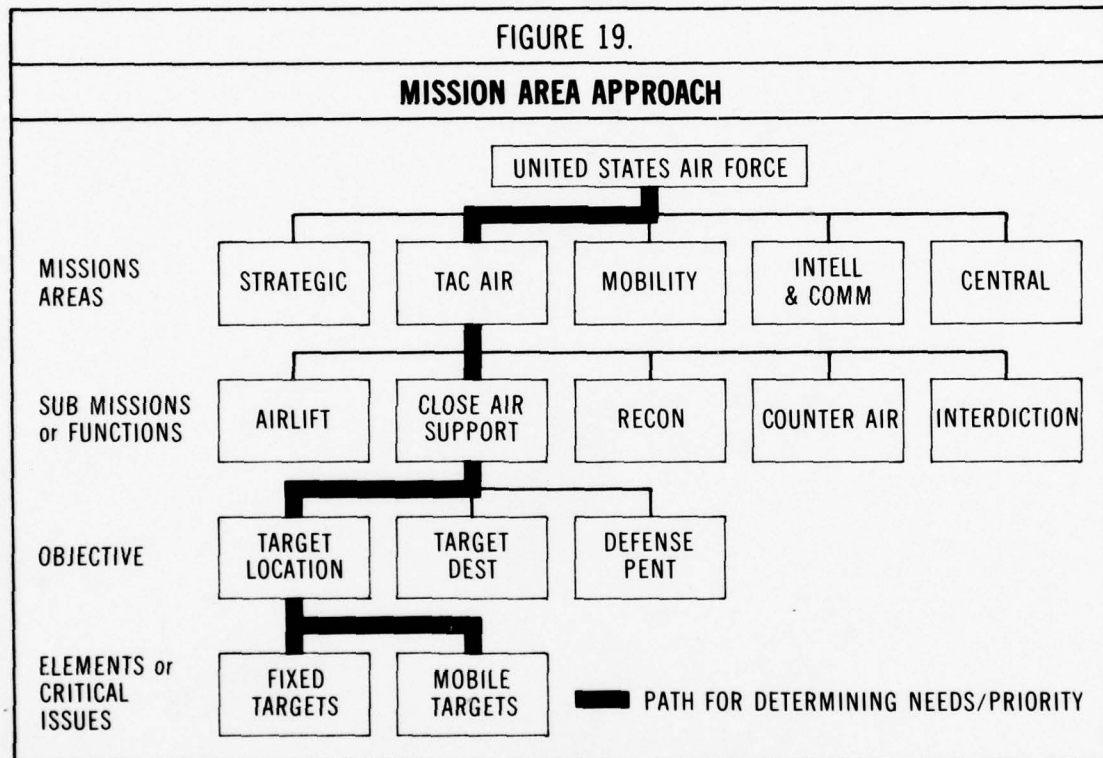 FIGURE 19.
MISSION AREA APPROACH
UNITED STATES AIR FORCE
MISSIONS
AREAS
STRATEGIC
TAC AIR
MOBILITY
INTELL
& COMM
CENTRAL
SUB MISSIONS
or FUNCTIONS
AIRLIFT
CLOSE AIR
SUPPORT
RECON
COUNTER AIR
INTERDICTION
OBJECTIVE
TARGET
LOCATION
TARGET
DEST
DEFENSE
PENT
ELEMENTS or
CRITICAL
ISSUES
FIXED
TARGETS
MOBILE
TARGETS
PATH FOR DETERMINING NEEDS/PRIORITY